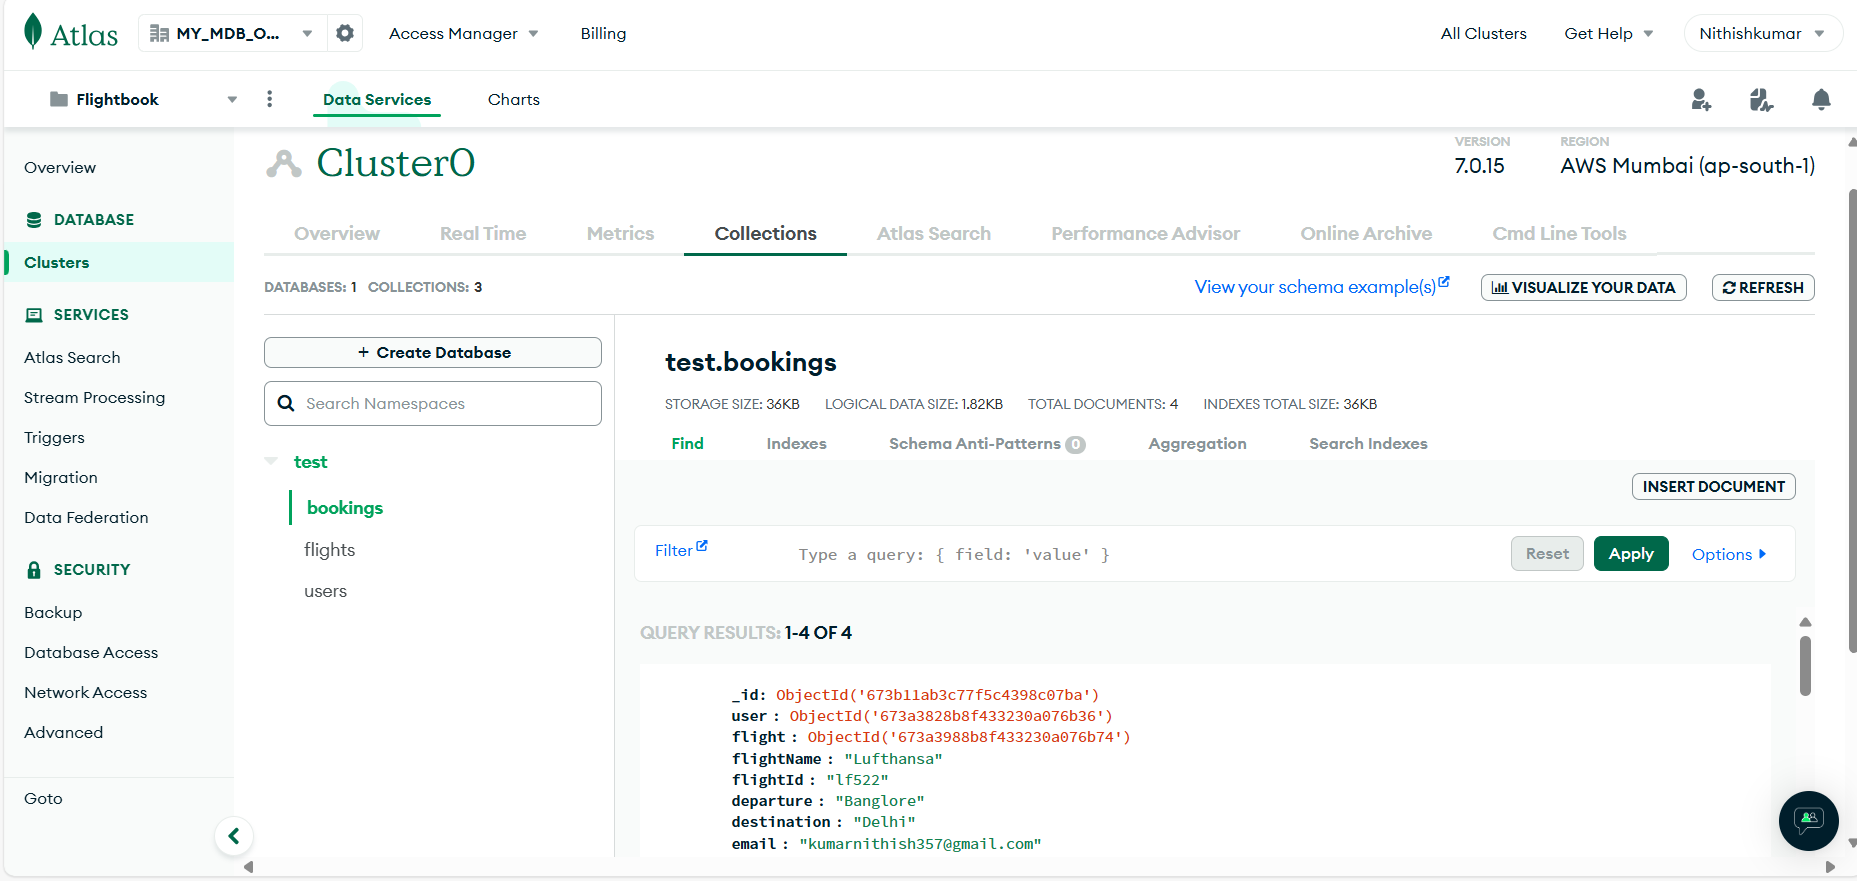 Atlas
MY_MDB_O...
Access Manager
Billing
All Clusters
Get Help
Nithishkumar
Flightbook
Data Services
Charts
Overview
DATABASE
Clusters
SERVICES
Atlas Search
Stream Processing
Triggers
Migration
Data Federation
SECURITY
Backup
Database Access
Network Access
Advanced
Goto
Cluster0
VERSION
7.0.15
REGION
AWS Mumbai (ap-south-1)
Overview
Real Time
Metrics
Collections
Atlas Search
Performance Advisor
Online Archive
Cmd Line Tools
DATABASES: 1 COLLECTIONS: 3
View your schema example(s)
VISUALIZE YOUR DATA
REFRESH
+ Create Database
Search Namespaces
test
bookings
flights
users
test.bookings
STORAGE SIZE: 36KB LOGICAL DATA SIZE: 1.82KB TOTAL DOCUMENTS: 4 INDEXES TOTAL SIZE: 36KB
Find
Indexes
Schema Anti-Patterns 0
Aggregation
Search Indexes
INSERT DOCUMENT
Filter
Type a query: { field: 'value' }
Reset
Apply
Options
QUERY RESULTS: 1-4 OF 4
_id: ObjectId('673b11ab3c77f5c4398c07ba')
user : ObjectId('673a3828b8f433230a076b36')
flight : ObjectId('673a3988b8f433230a076b74')
flightName : "Lufthansa"
flightId : "lf522"
departure : "Banglore"
destination : "Delhi"
email : "kumarnithish357@gmail.com"